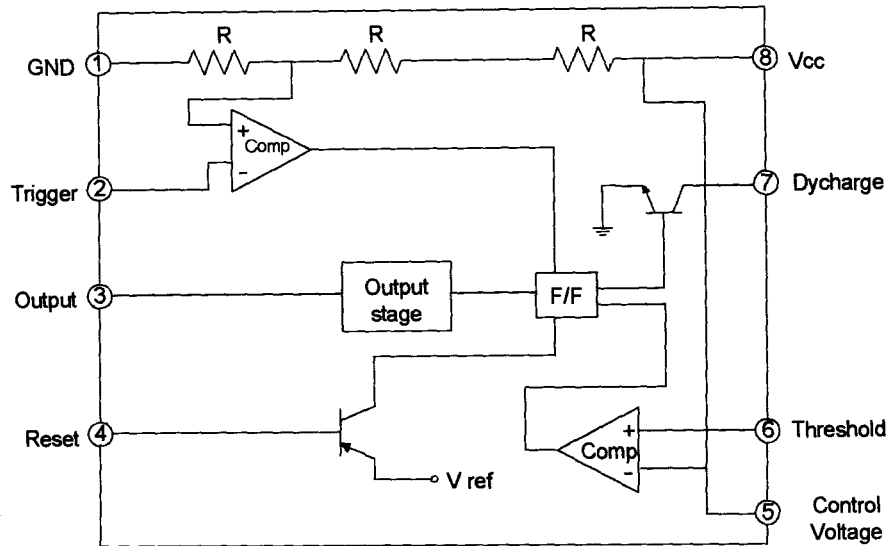 R
R
R
GND
1
8
Vcc
+
Comp
-
Trigger
2
7
Dycharge
Output
3
Output
stage
F/F
Reset
4
V ref
+
Comp
-
6
Threshold
5
Control
Voltage